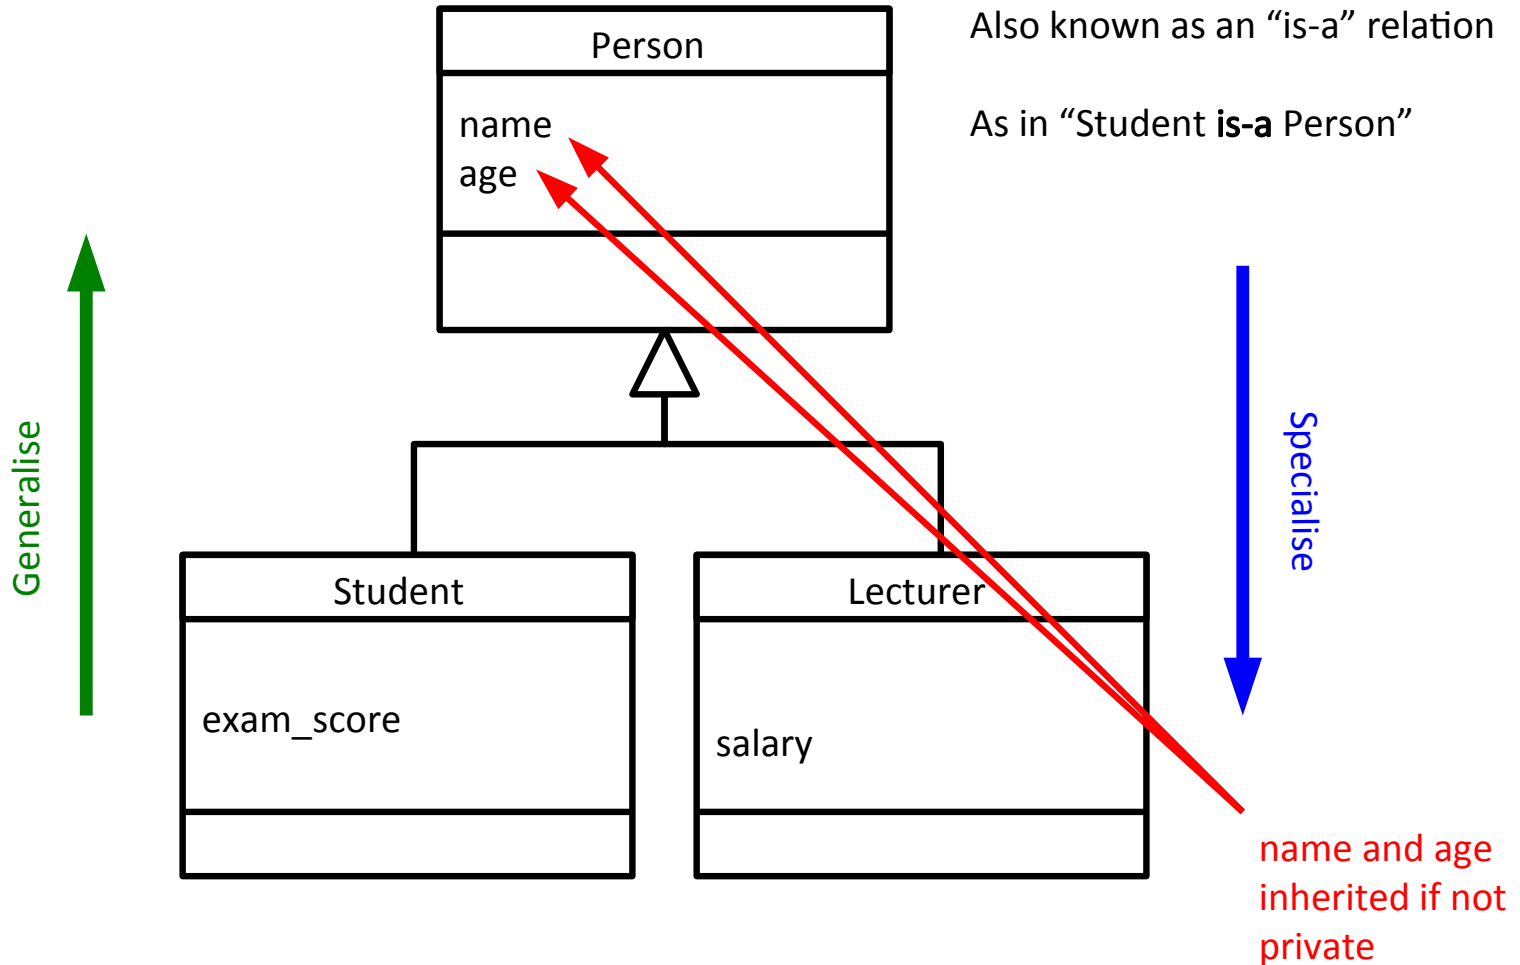 Person
Also known as an “is-a” relation
name
As in “Student is-a Person”
age
Generalise
Specialise
Student
Lecturer
exam_score
salary
name and age
inherited if not
private